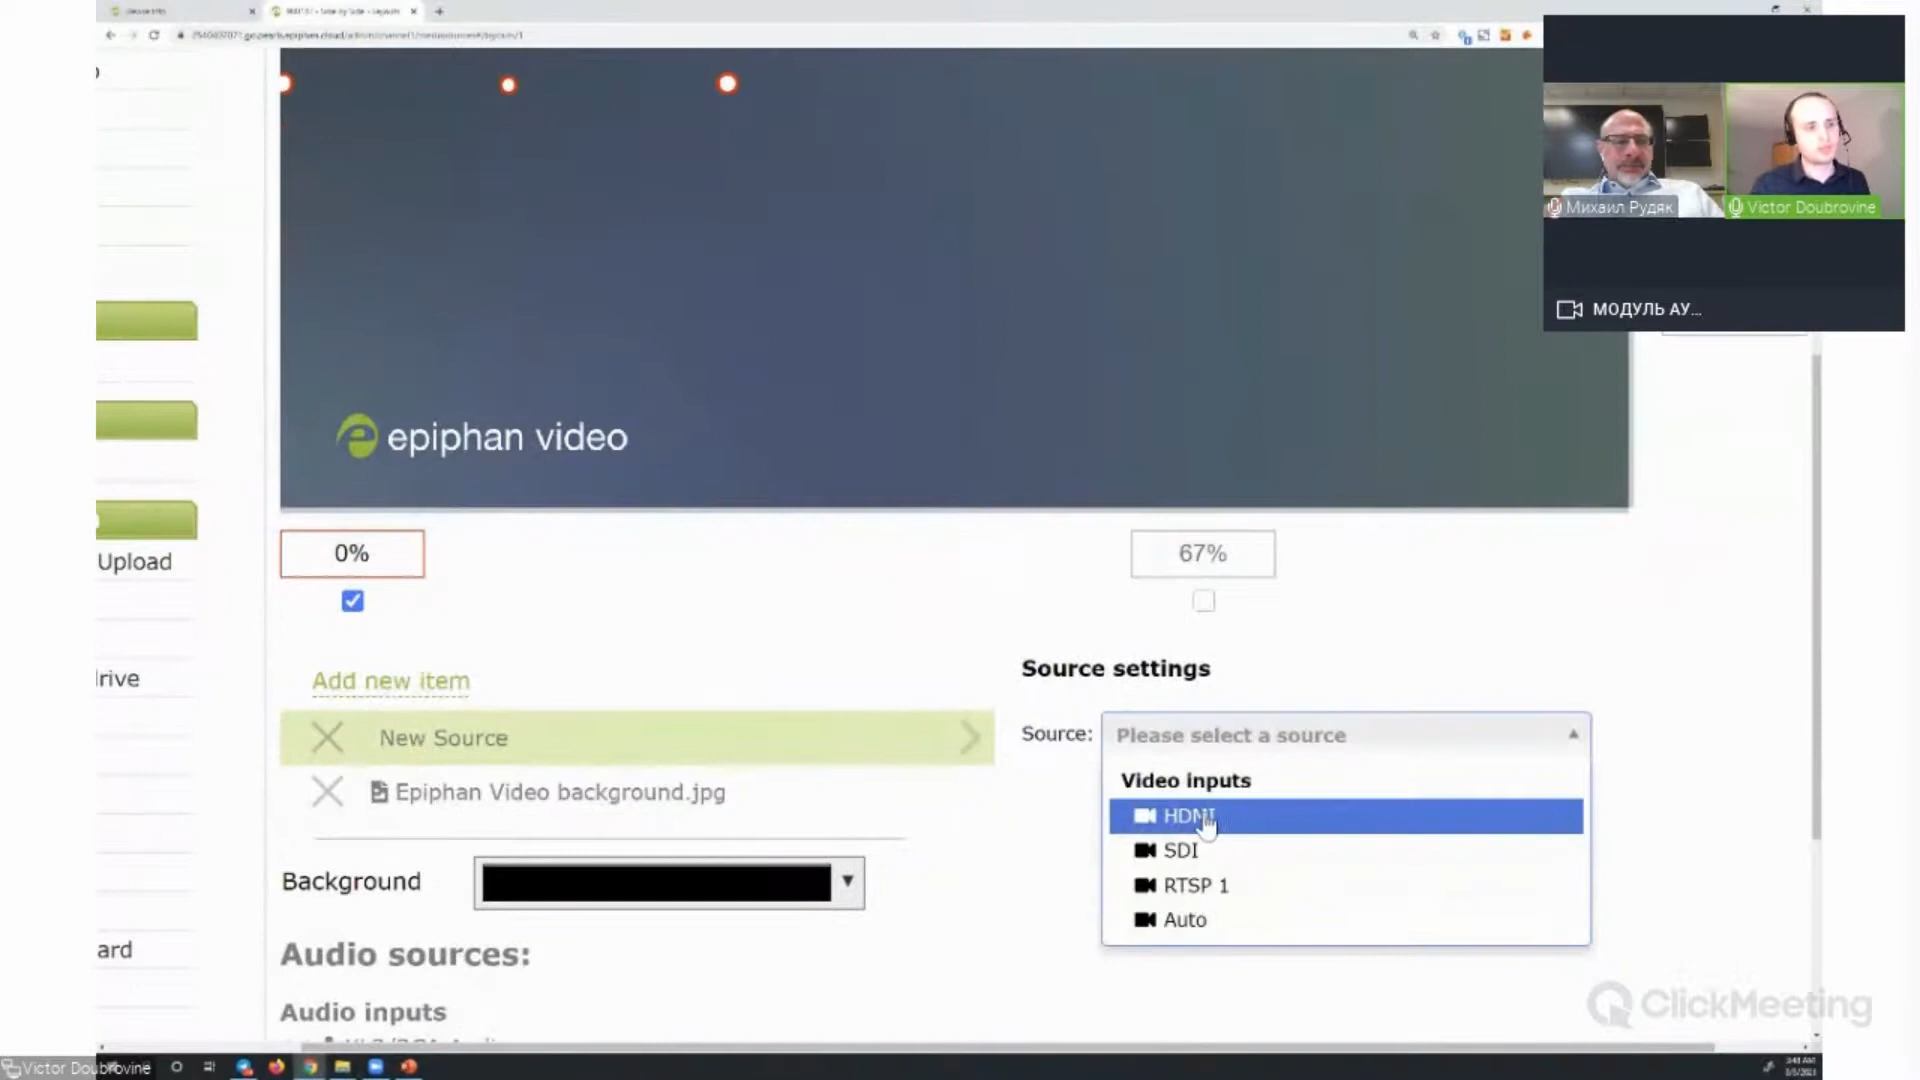 Михаил Рудяк
Victor Doubrovine
МОДУЛЬ АУ...
epiphan video
0%
67%
Upload
Add new item
Source settings
New Source
Source:
Please select a source
Epiphan Video background.jpg
Video inputs
HDMI
SDI
RTSP 1
Auto
Background
Audio sources:
Audio inputs
ClickMeeting
Victor Doubrovine